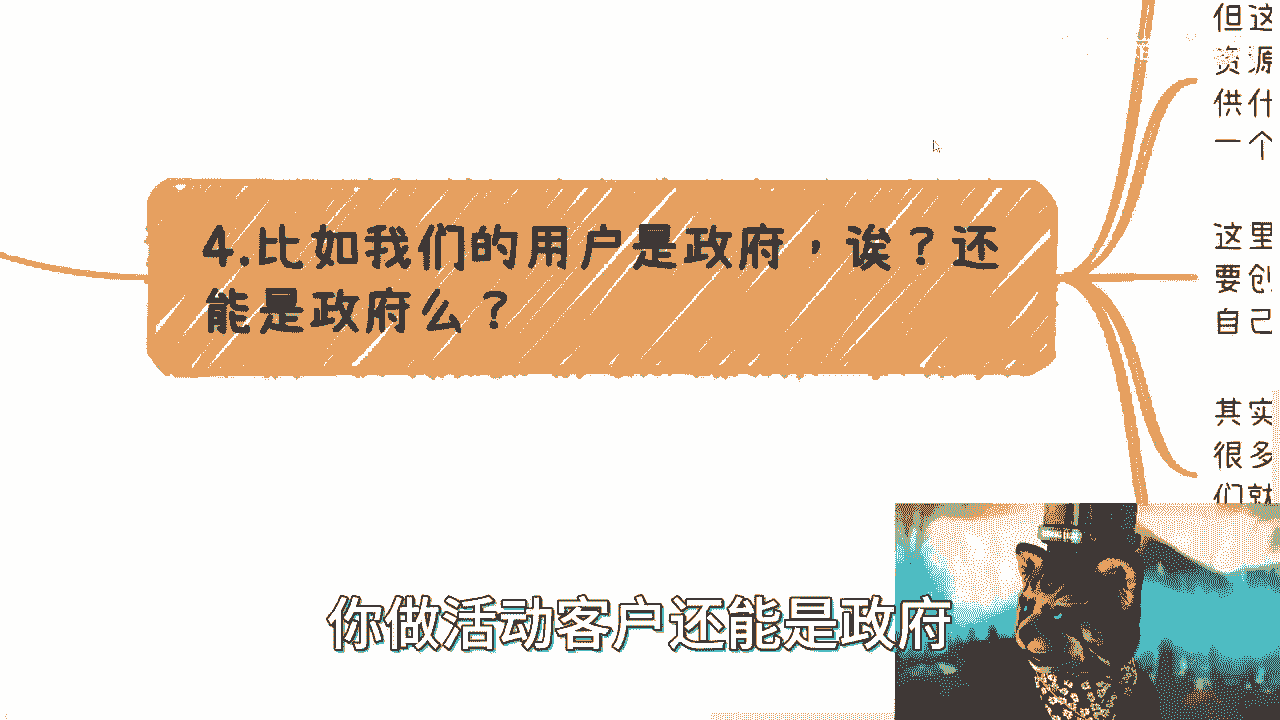 但这
资源
供什
一个
4.比如我们的用户是政府，诶？还
能是政府么？
这里
要创
自己
其实
很多
们就
你做活动客户还能是政府